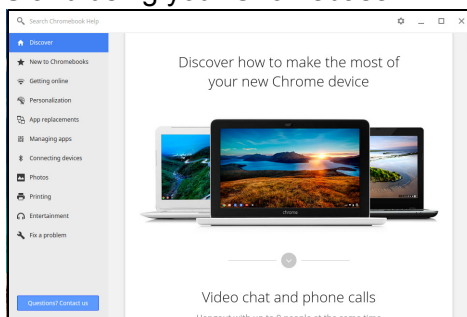 Search Chromebook Help
Discover
New to Chromebooks
Getting online
Personalization
App replacements
Managing apps
Connecting devices
Photos
Printing
Entertainment
Fix a problem
Questions? Contact us
Discover how to make the most of
your new Chrome device
chrome
Video chat and phone calls